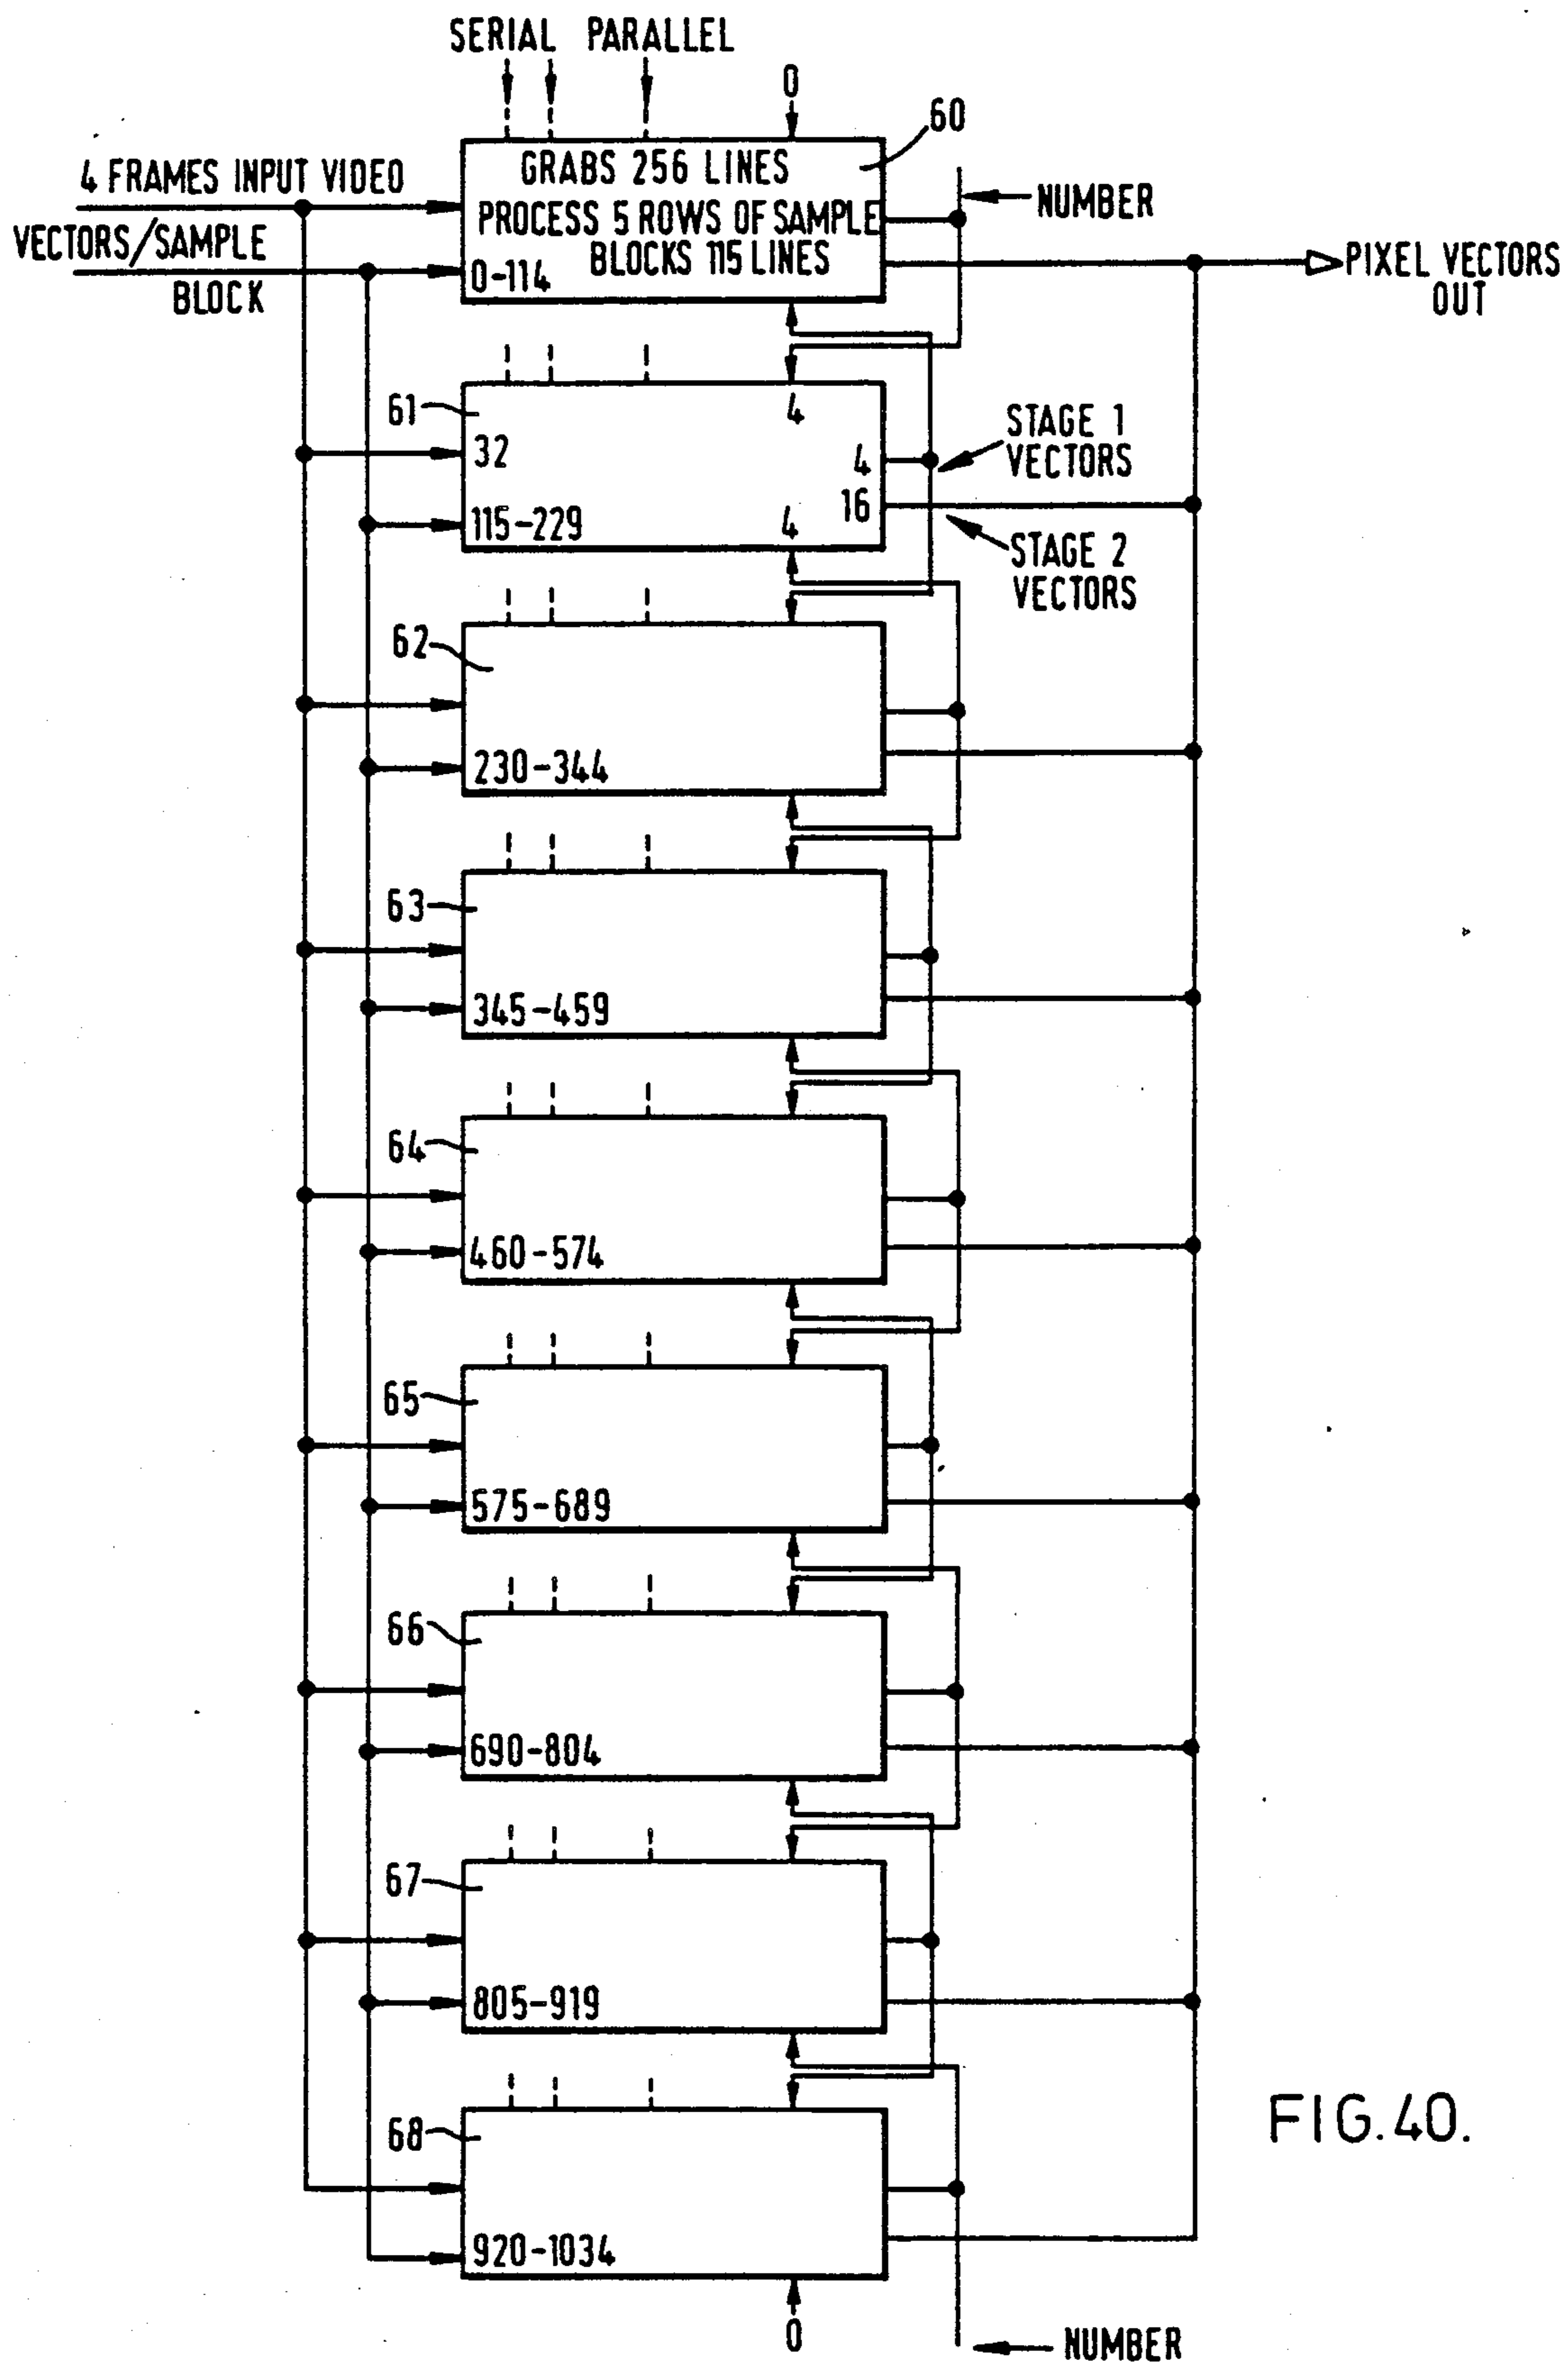 SERIAL PARALLEL
0
60
4 FRAMES INPUT VIDEO
GRABS 256 LINES
NUMBER
PROCESS 5 ROWS OF SAMPLE
VECTORS/SAMPLE
BLOCK
BLOCKS 115 LINES
0-114
PIXEL VECTORS
OUT
61
4
32
4
STAGE 1
VECTORS
16
115-229
4
STAGE 2
VECTORS
62
230-344
63
345-459
64
460-574
65
575-689
66
690-804
67
805-919
68
920-1034
FIG. 40.
0
NUMBER